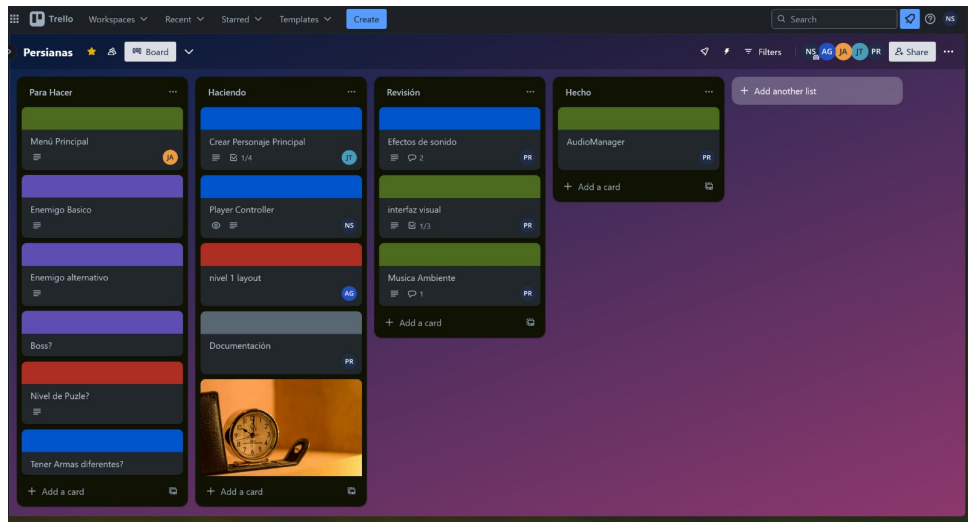 Trello Workspaces Recent Starred Templates Create Search NS
Persianas Board Filters NS AG JA JT PR Share
Para Hacer
Menú Principal
JA
Enemigo Basico
Enemigo alternativo
Boss?
Nivel de Puzle?
Tener Armas diferentes?
+ Add a card
Haciendo
Crear Personaje Principal
1/4 JT
Player Controller
NS
nivel 1 layout
AG
Documentación
PR
+ Add a card
Revisión
Efectos de sonido
2 PR
interfaz visual
1/3 PR
Musica Ambiente
1 PR
+ Add a card
Hecho
AudioManager
PR
+ Add a card
+ Add another list